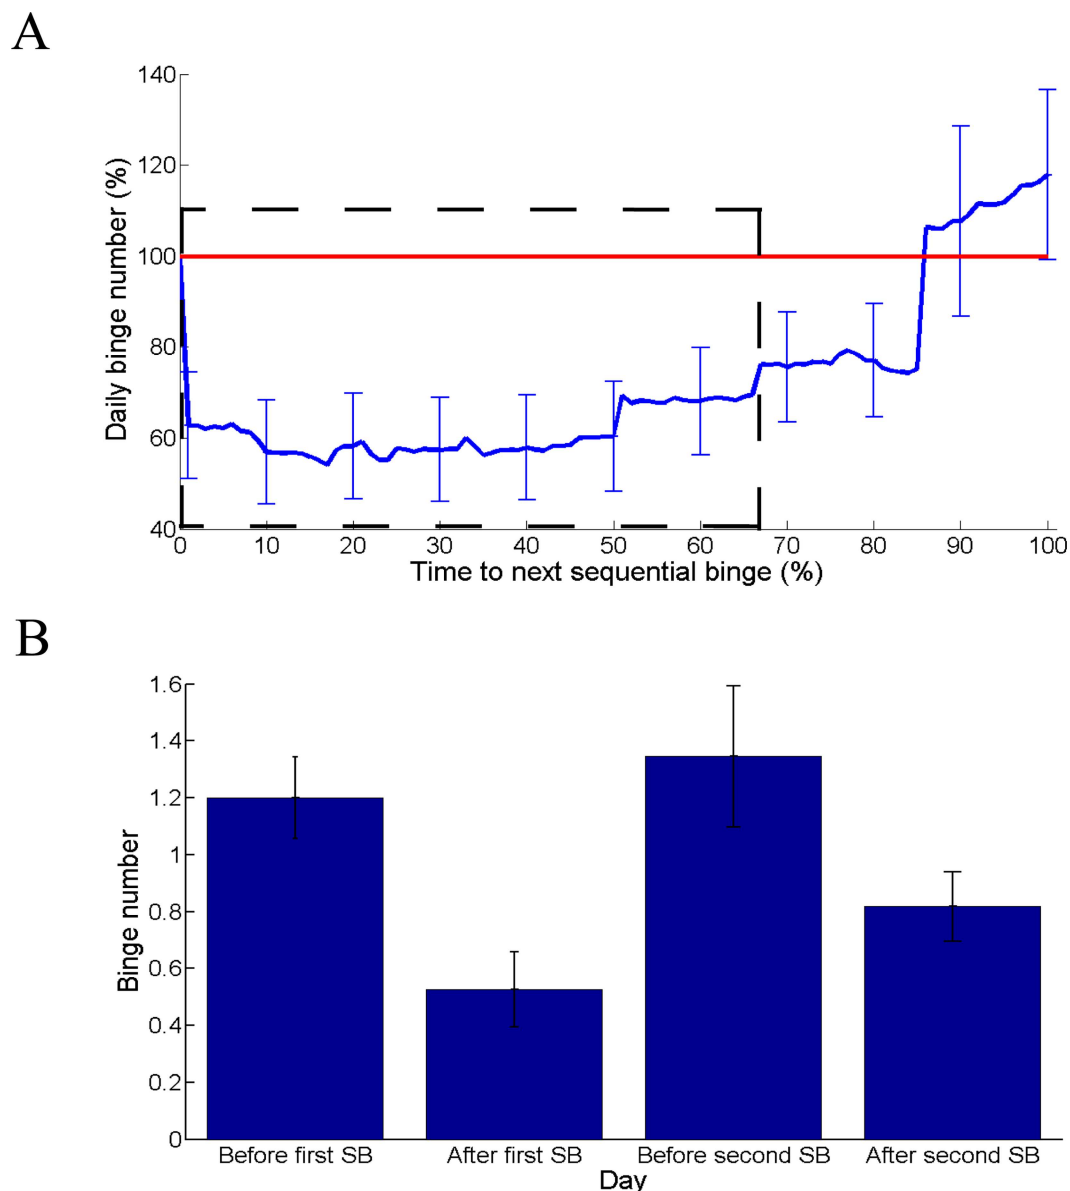 A
140
120
100
80
60
40
Daily binge number (%)
0 10 20 30 40 50 60 70 80 90 100
Time to next sequential binge (%)
B
1.6
1.4
1.2
1
0.8
0.6
0.4
0.2
0
Binge number
Before first SB After first SB Before second SB After second SB
Day